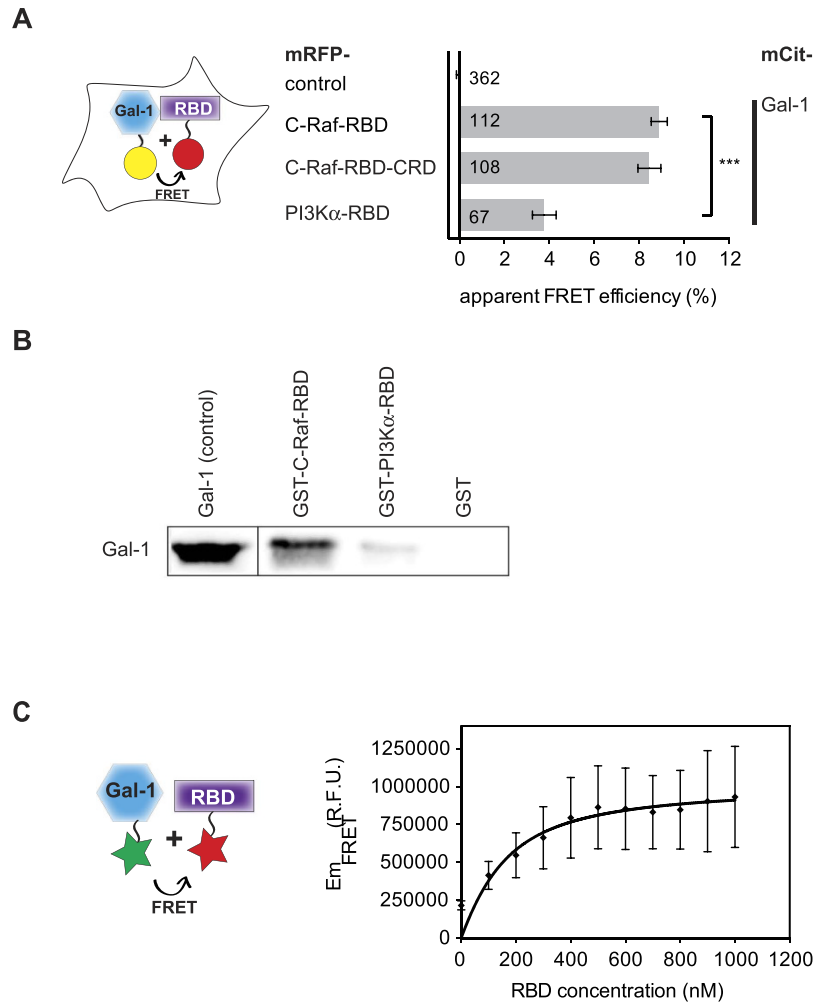 A
Gal-1
RBD
+
FRET
mRFP-
mCit-
control
362
Gal-1
C-Raf-RBD
112
C-Raf-RBD-CRD
108
***
PI3Kα-RBD
67
0 2 4 6 8 10 12
apparent FRET efficiency (%)
B
Gal-1 (control)
GST-C-Raf-RBD
GST-PI3Kα-RBD
GST
Gal-1
C
Gal-1
RBD
+
FRET
Em FRET (R.F.U.)
1250000
1000000
750000
500000
250000
0
0 200 400 600 800 1000 1200
RBD concentration (nM)